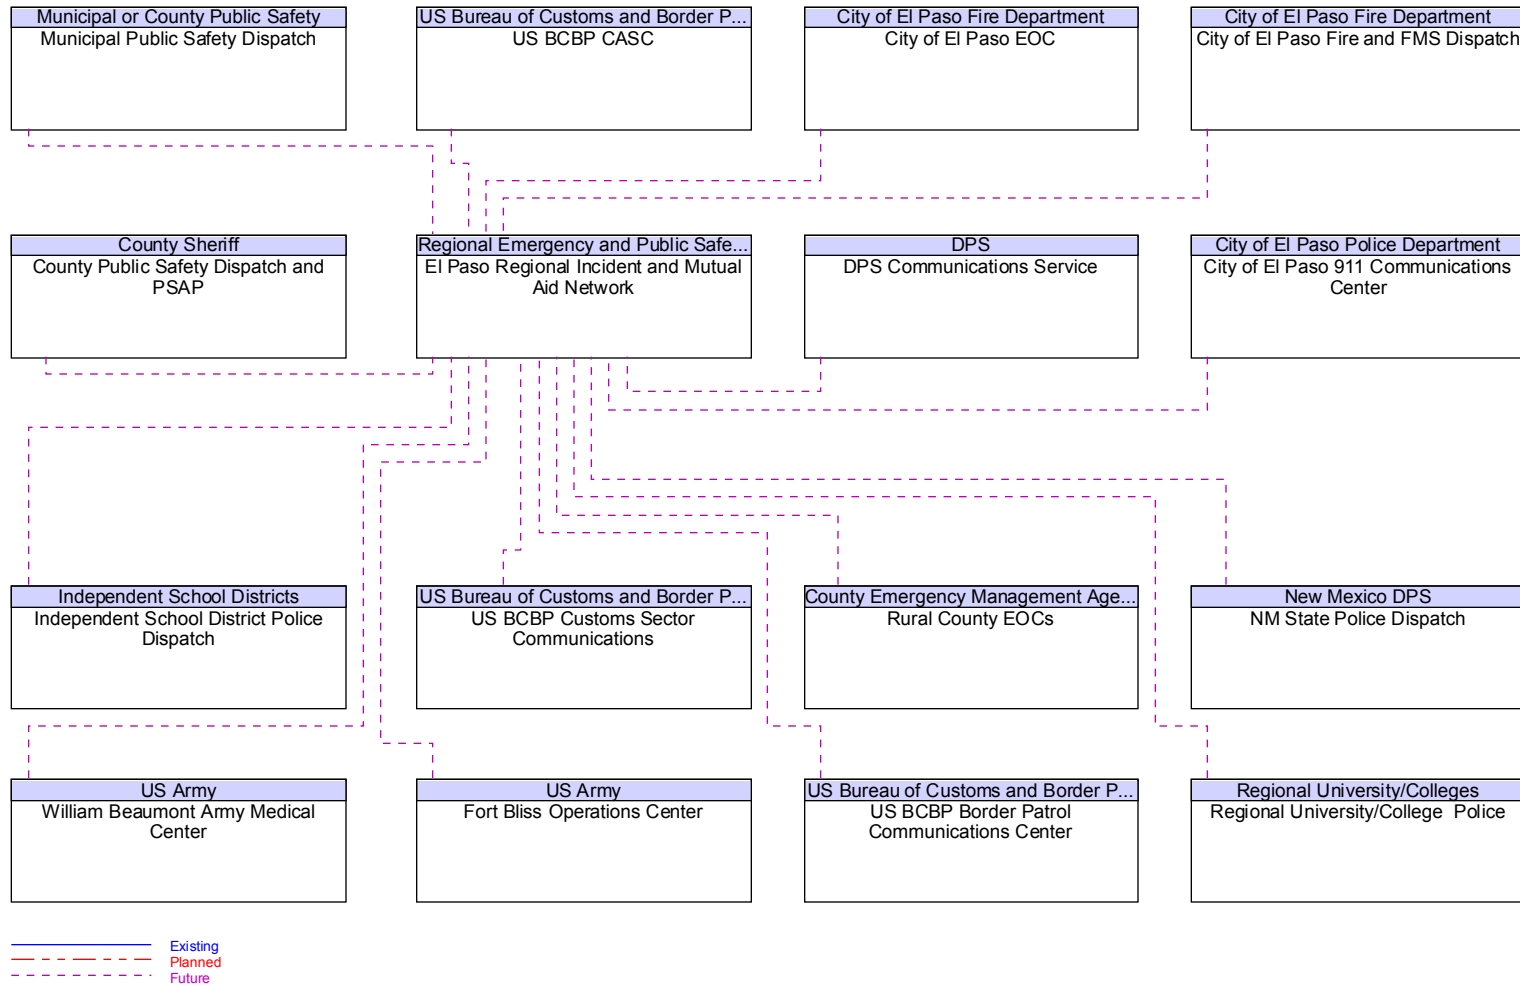 Municipal or County Public Safety
Municipal Public Safety Dispatch
US Bureau of Customs and Border P...
US BCBP CASC
City of El Paso Fire Department
City of El Paso EOC
City of El Paso Fire Department
City of El Paso Fire and FMS Dispatch
County Sheriff
County Public Safety Dispatch and
PSAP
Regional Emergency and Public Safe...
El Paso Regional Incident and Mutual
Aid Network
DPS
DPS Communications Service
City of El Paso Police Department
City of El Paso 911 Communications
Center
Independent School Districts
Independent School District Police
Dispatch
US Bureau of Customs and Border P...
US BCBP Customs Sector
Communications
County Emergency Management Age...
Rural County EOCs
New Mexico DPS
NM State Police Dispatch
US Army
William Beaumont Army Medical
Center
US Army
Fort Bliss Operations Center
US Bureau of Customs and Border P...
US BCBP Border Patrol
Communications Center
Regional University/Colleges
Regional University/College  Police
Existing
Planned
Future